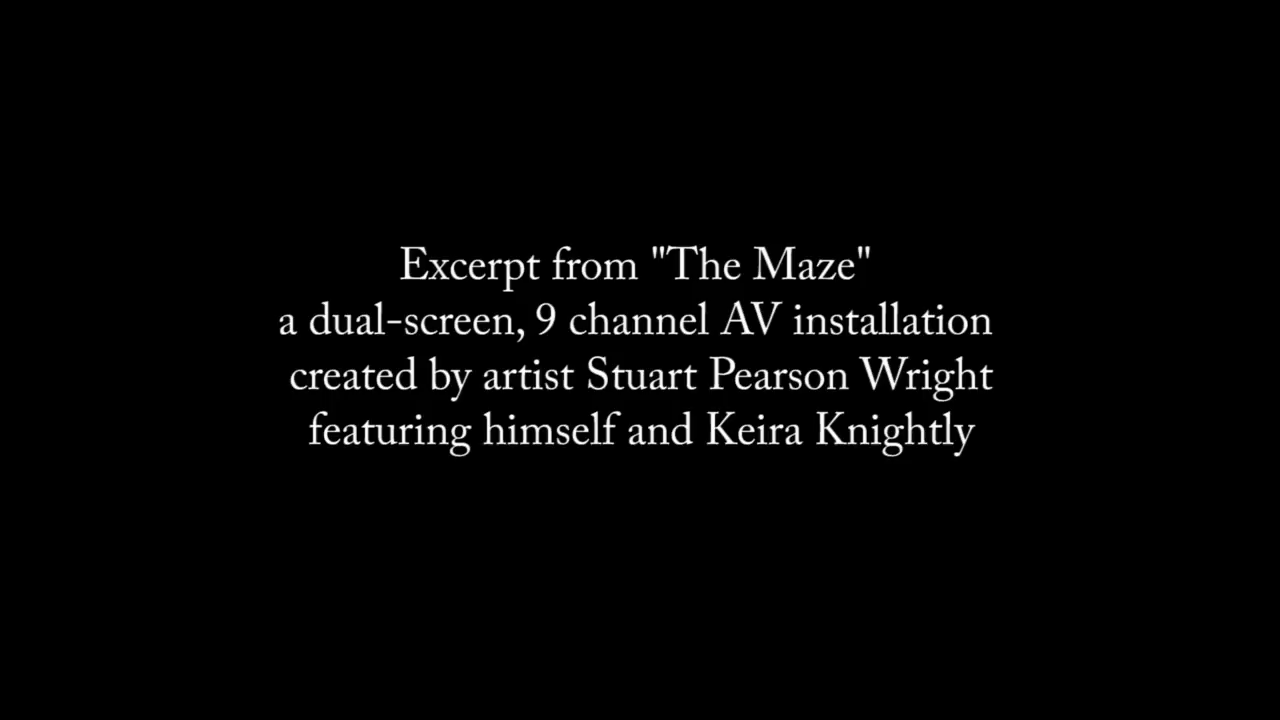 Excerpt from "The Maze"
a dual-screen, 9 channel AV installation
created by artist Stuart Pearson Wright
featuring himself and Keira Knightly